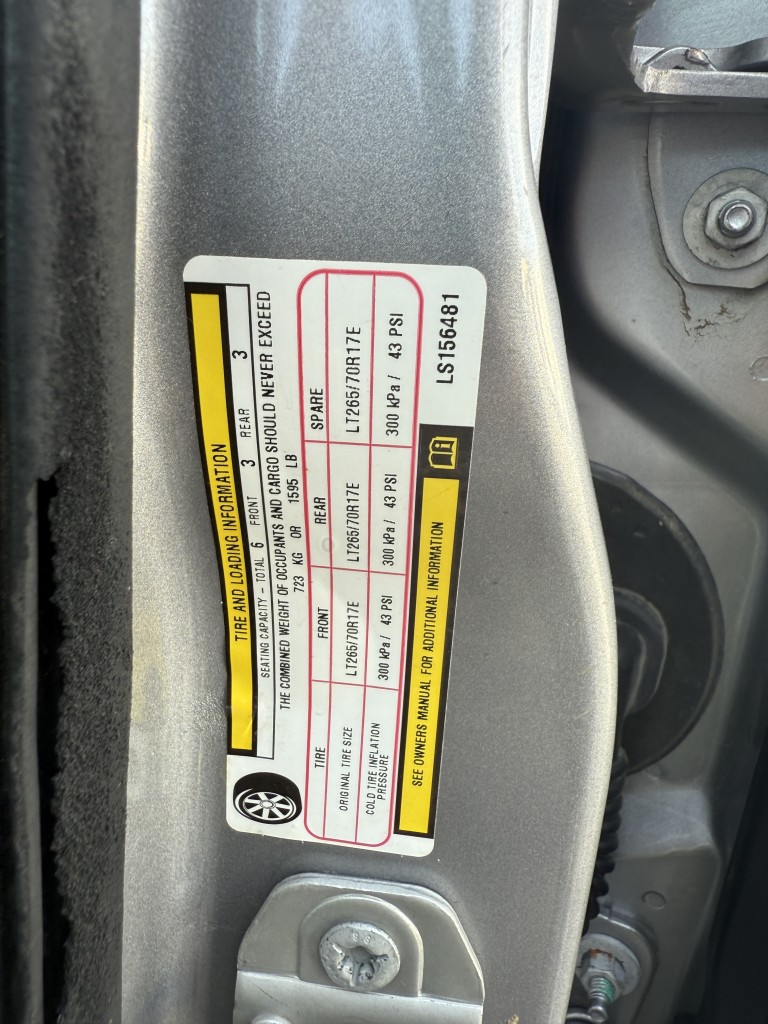 TIRE AND LOADING INFORMATION
SEATING CAPACITY - TOTAL 6 FRONT 3 REAR 3
THE COMBINED WEIGHT OF OCCUPANTS AND CARGO SHOULD NEVER EXCEED
723 KG OR 1595 LB
TIRE FRONT REAR SPARE
ORIGINAL TIRE SIZE LT265/70R17E LT265/70R17E LT265/70R17E
COLD TIRE INFLATION PRESSURE 300 kPa / 43 PSI 300 kPa / 43 PSI 300 kPa / 43 PSI
SEE OWNERS MANUAL FOR ADDITIONAL INFORMATION
LS156481